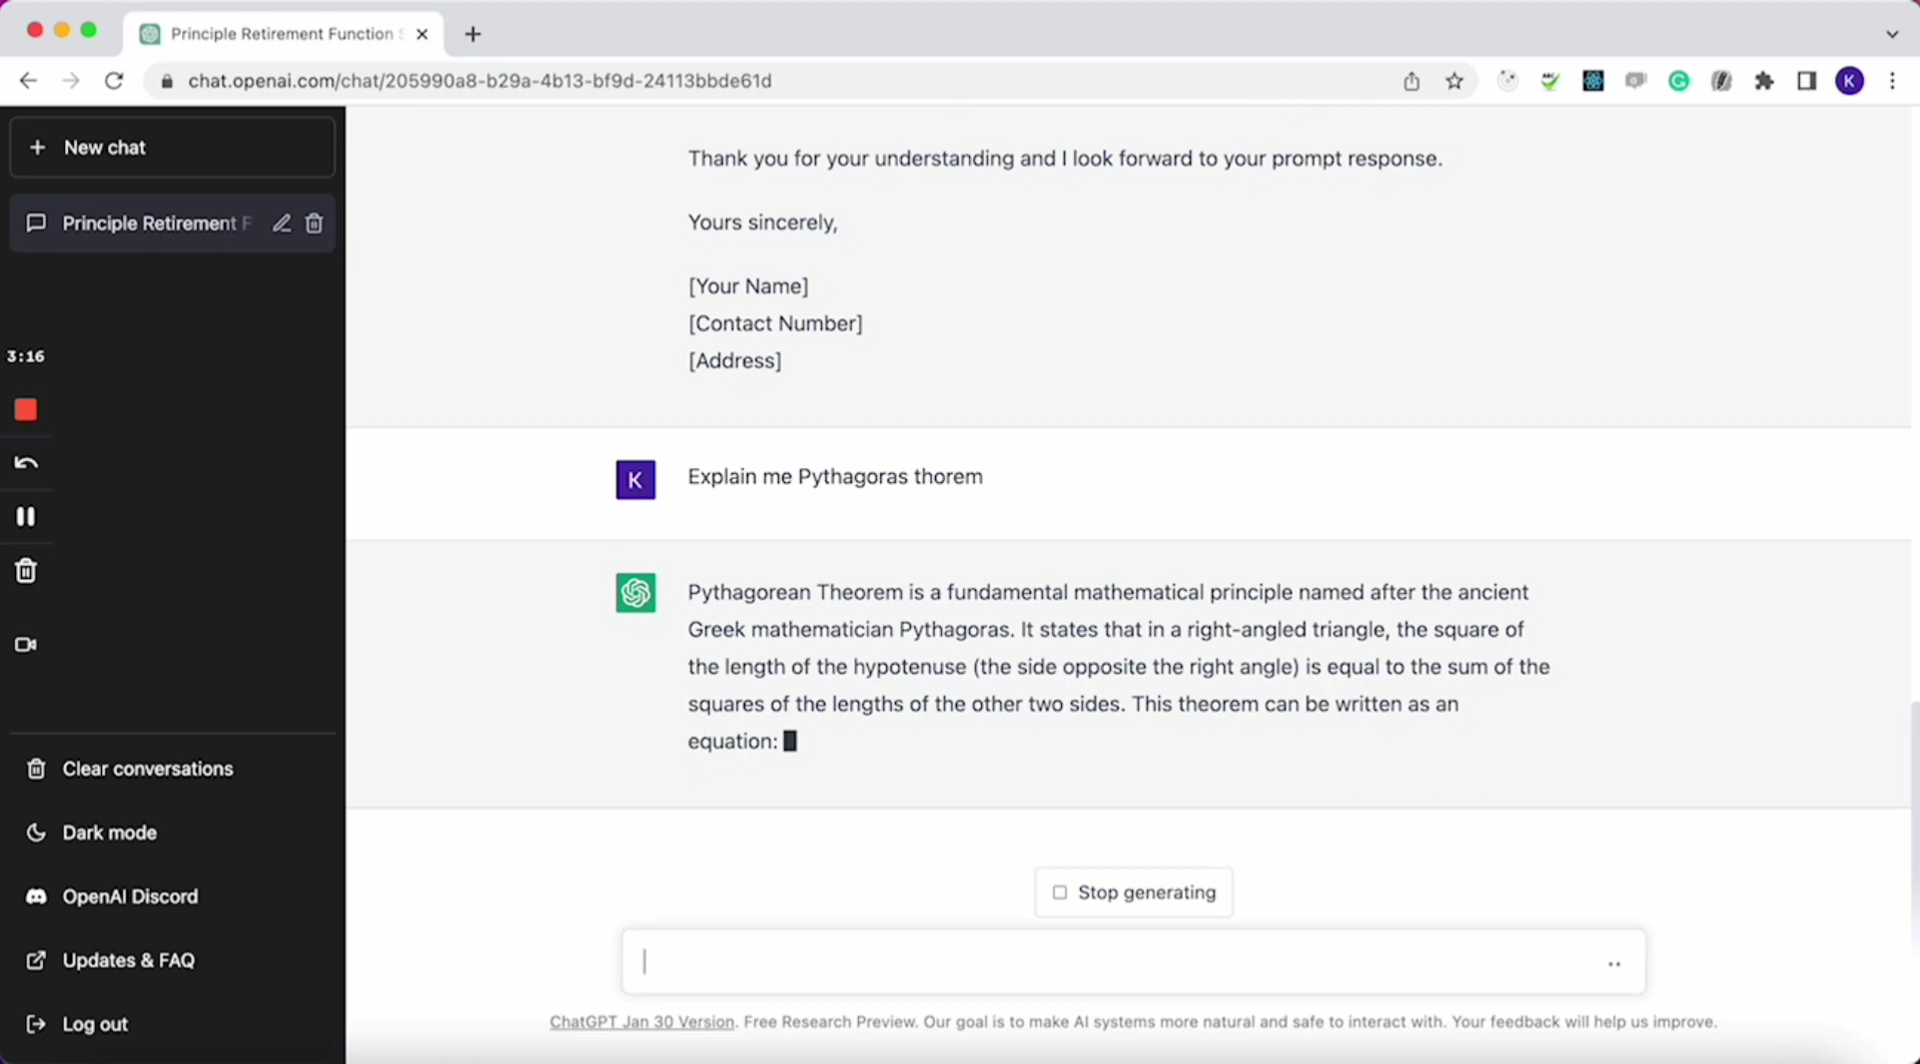 Principle Retirement Function S
chat.openai.com/chat/205990a8-b29a-4b13-bf9d-24113bbde61d
K
New chat
Principle Retirement F
3:16
Clear conversations
Dark mode
OpenAI Discord
Updates & FAQ
Log out
Thank you for your understanding and I look forward to your prompt response.
Yours sincerely,
[Your Name]
[Contact Number]
[Address]
K
Explain me Pythagoras thorem
Pythagorean Theorem is a fundamental mathematical principle named after the ancient
Greek mathematician Pythagoras. It states that in a right-angled triangle, the square of
the length of the hypotenuse (the side opposite the right angle) is equal to the sum of the
squares of the lengths of the other two sides. This theorem can be written as an
equation:
Stop generating
ChatGPT Jan 30 Version. Free Research Preview. Our goal is to make AI systems more natural and safe to interact with. Your feedback will help us improve.